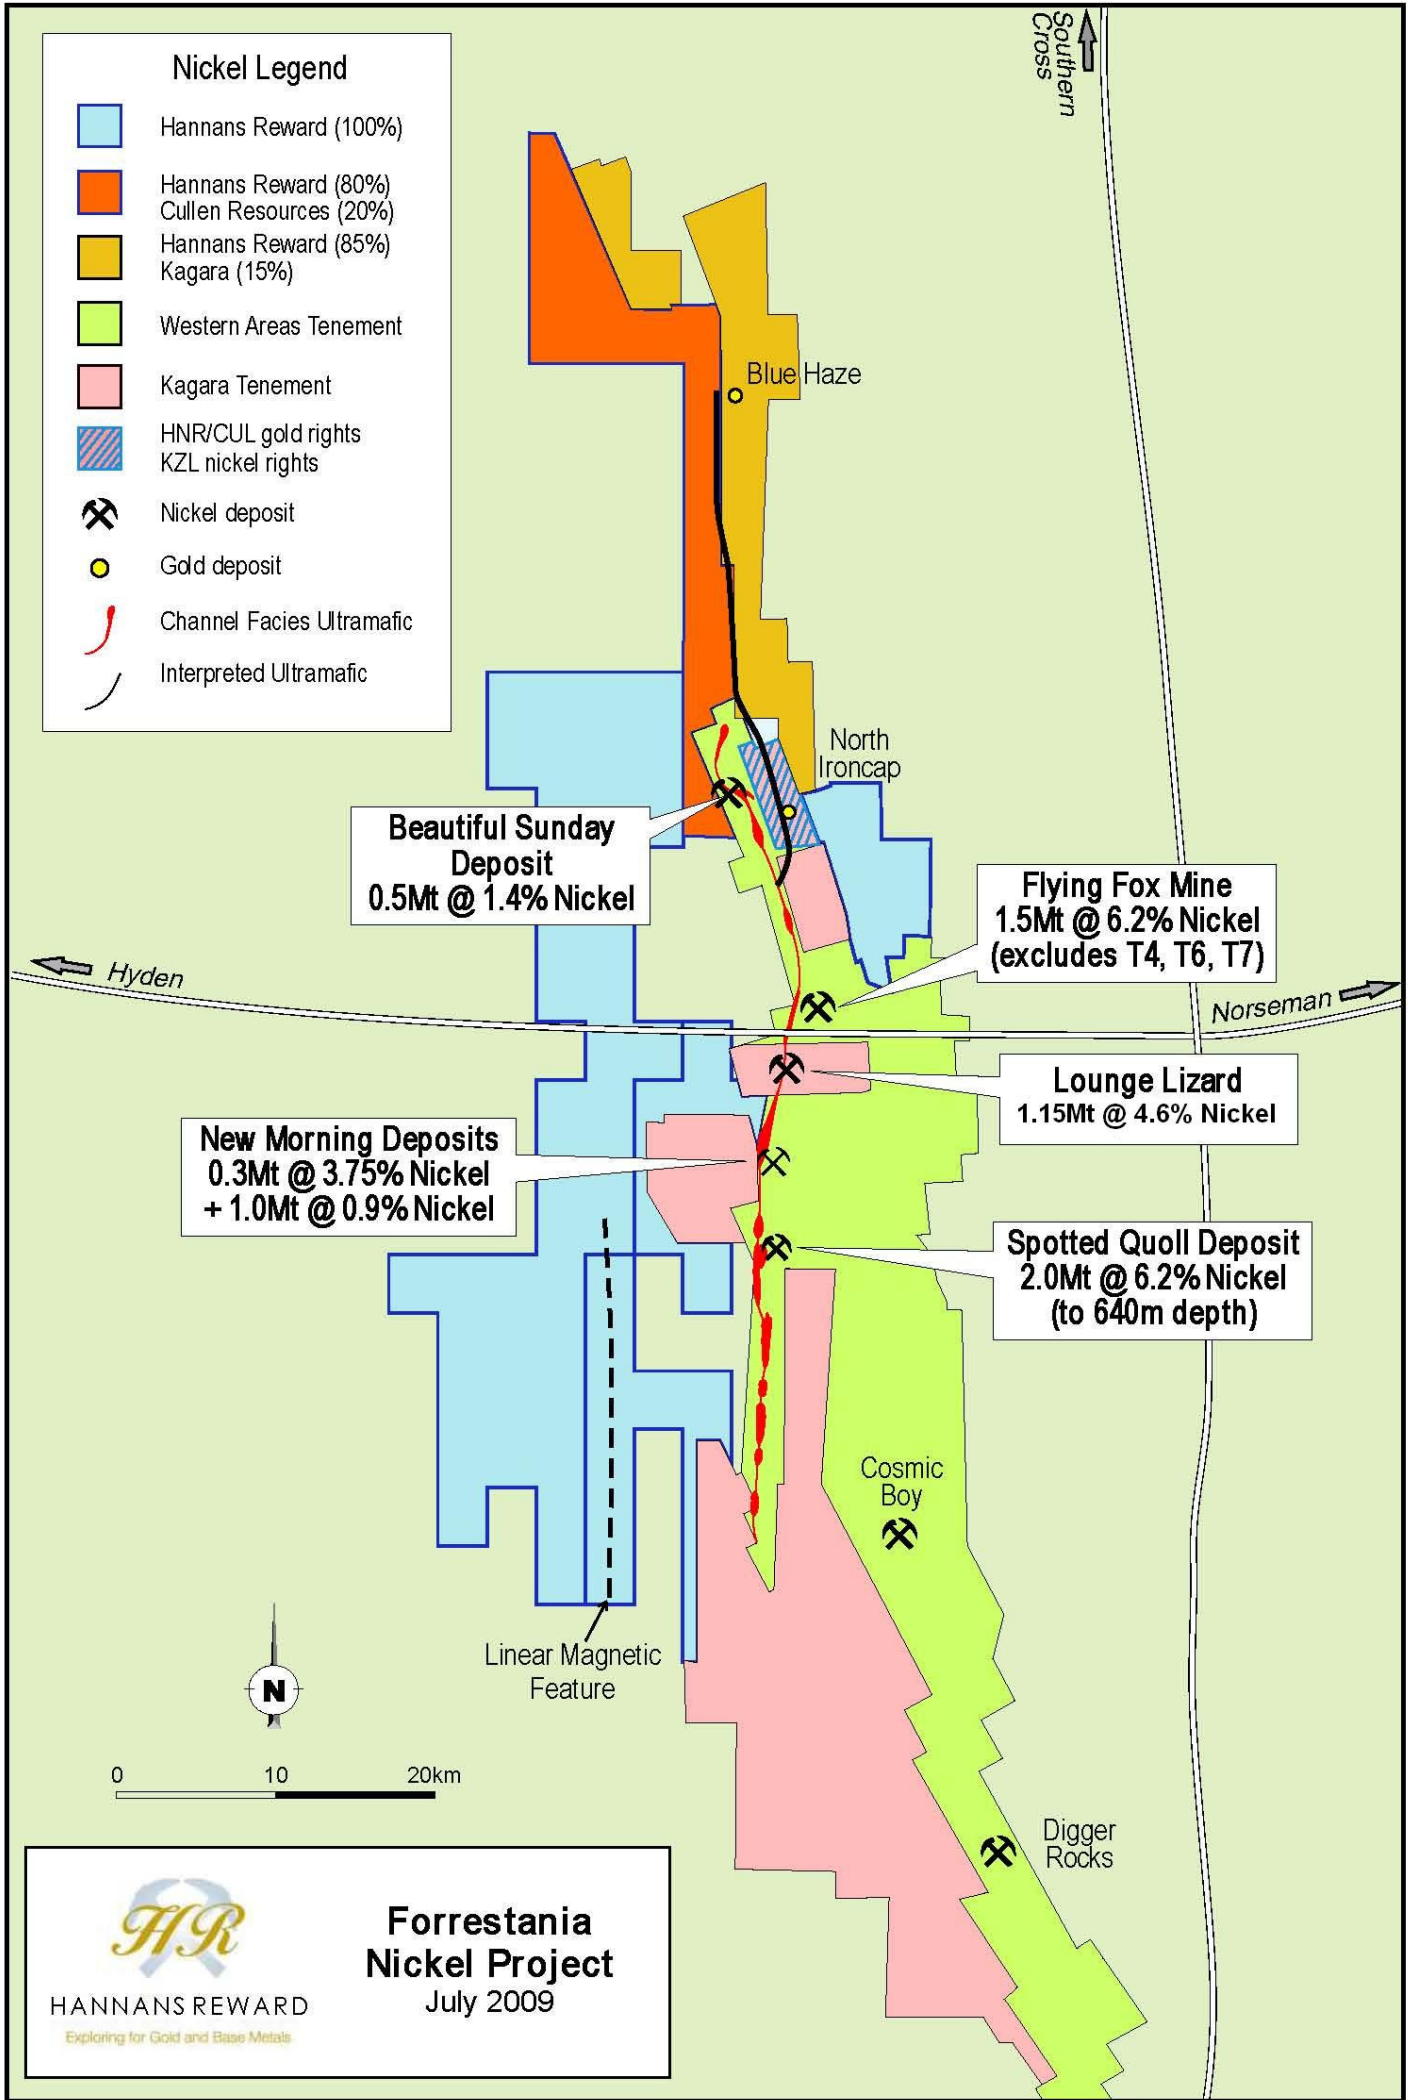 Nickel Legend
Hannans Reward (100%)
Hannans Reward (80%)
Cullen Resources (20%)
Hannans Reward (85%)
Kagara (15%)
Western Areas Tenement
Kagara Tenement
HNR/CUL gold rights
KZL nickel rights
Nickel deposit
Gold deposit
Channel Facies Ultramafic
Interpreted Ultramafic
Southern
Cross
Blue Haze
North
Ironcap
Beautiful Sunday
Deposit
0.5Mt @ 1.4% Nickel
Flying Fox Mine
1.5Mt @ 6.2% Nickel
(excludes T4, T6, T7)
Hyden
Norseman
Lounge Lizard
1.15Mt @ 4.6% Nickel
New Morning Deposits
0.3Mt @ 3.75% Nickel
+ 1.0Mt @ 0.9% Nickel
Spotted Quoll Deposit
2.0Mt @ 6.2% Nickel
(to 640m depth)
Cosmic
Boy
Linear Magnetic
Feature
N
0 10 20km
Digger
Rocks
HR
HANNANS REWARD
Exploring for Gold and Base Metals
Forrestania
Nickel Project
July 2009